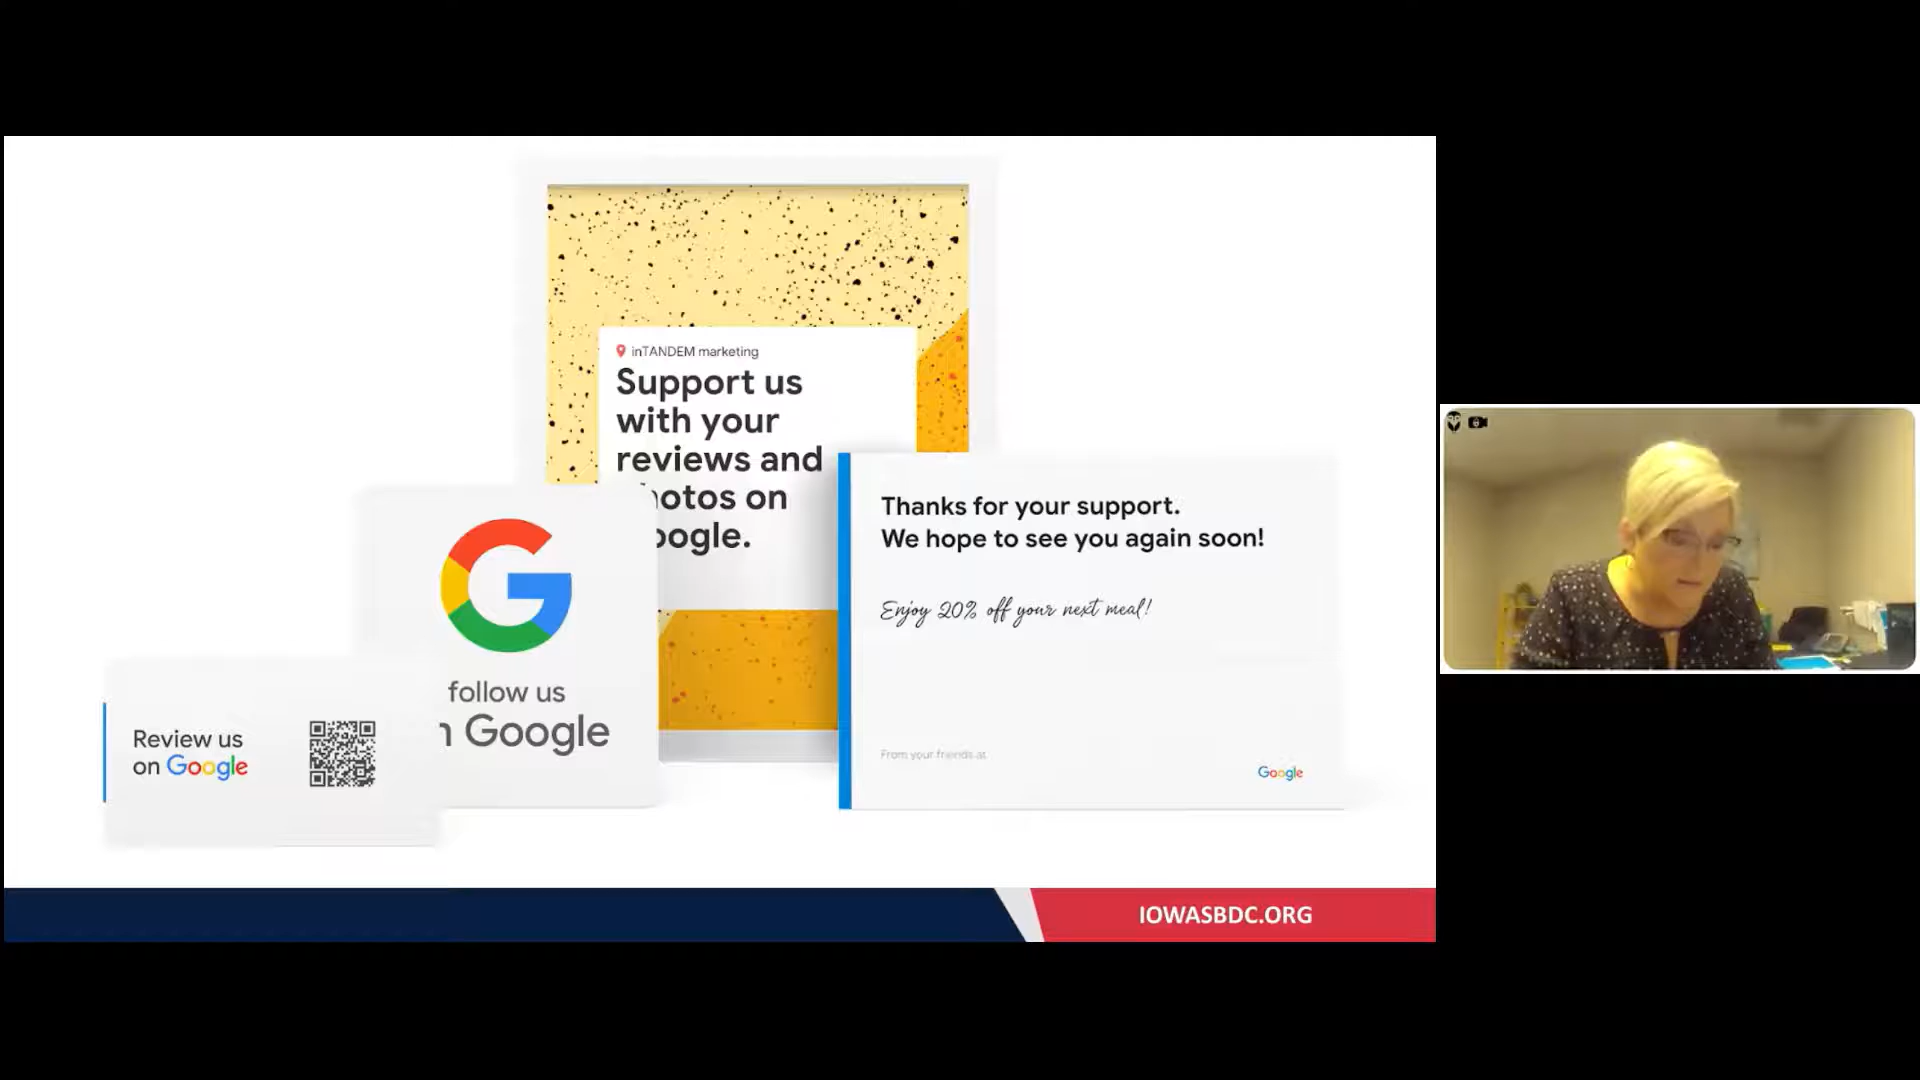 inTANDEM marketing
Support us
with your
reviews and
hotos on
oogle.
Thanks for your support.
We hope to see you again soon!
Enjoy 20% off your next meal!
From your friends at
Google
follow us
n Google
Review us
on Google
IOWASBDC.ORG